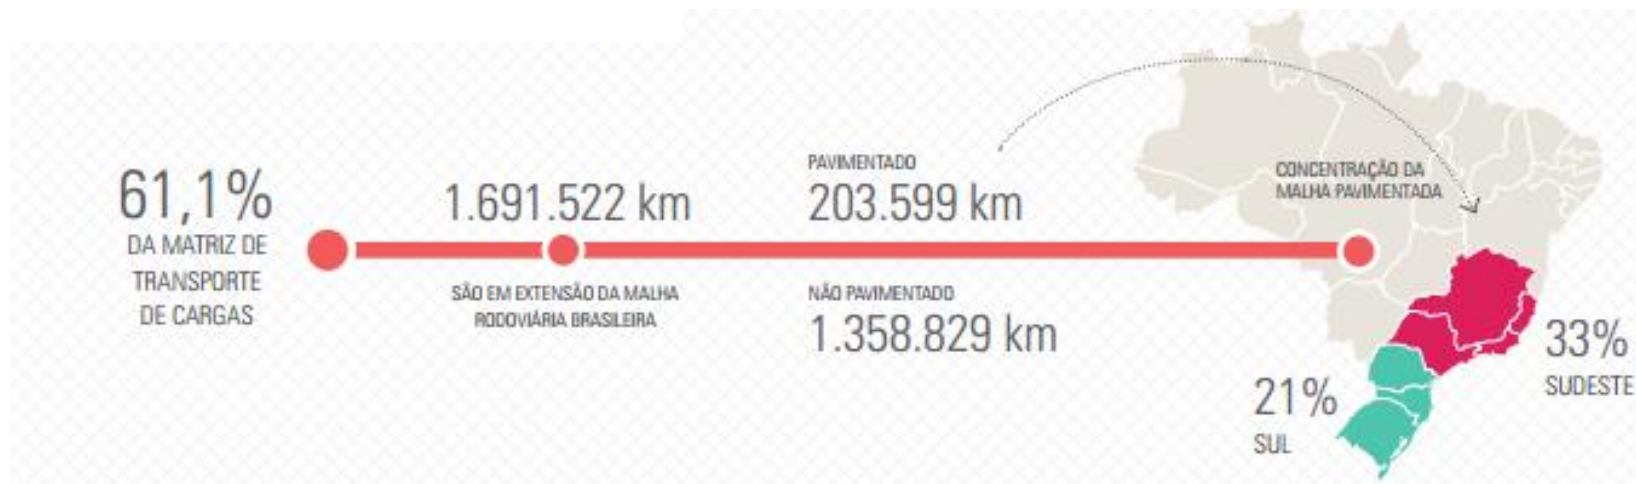 61,1%
DA MATRIZ DE
TRANSPORTE
DE CARGAS
1.691.522 km
SÃO EM EXTENSÃO DA MALHA
RODOVIÁRIA BRASILEIRA
PAVIMENTADO
203.599 km
NÃO PAVIMENTADO
1.358.829 km
CONCENTRAÇÃO DA
MALHA PAVIMENTADA
33%
SUDESTE
21%
SUL